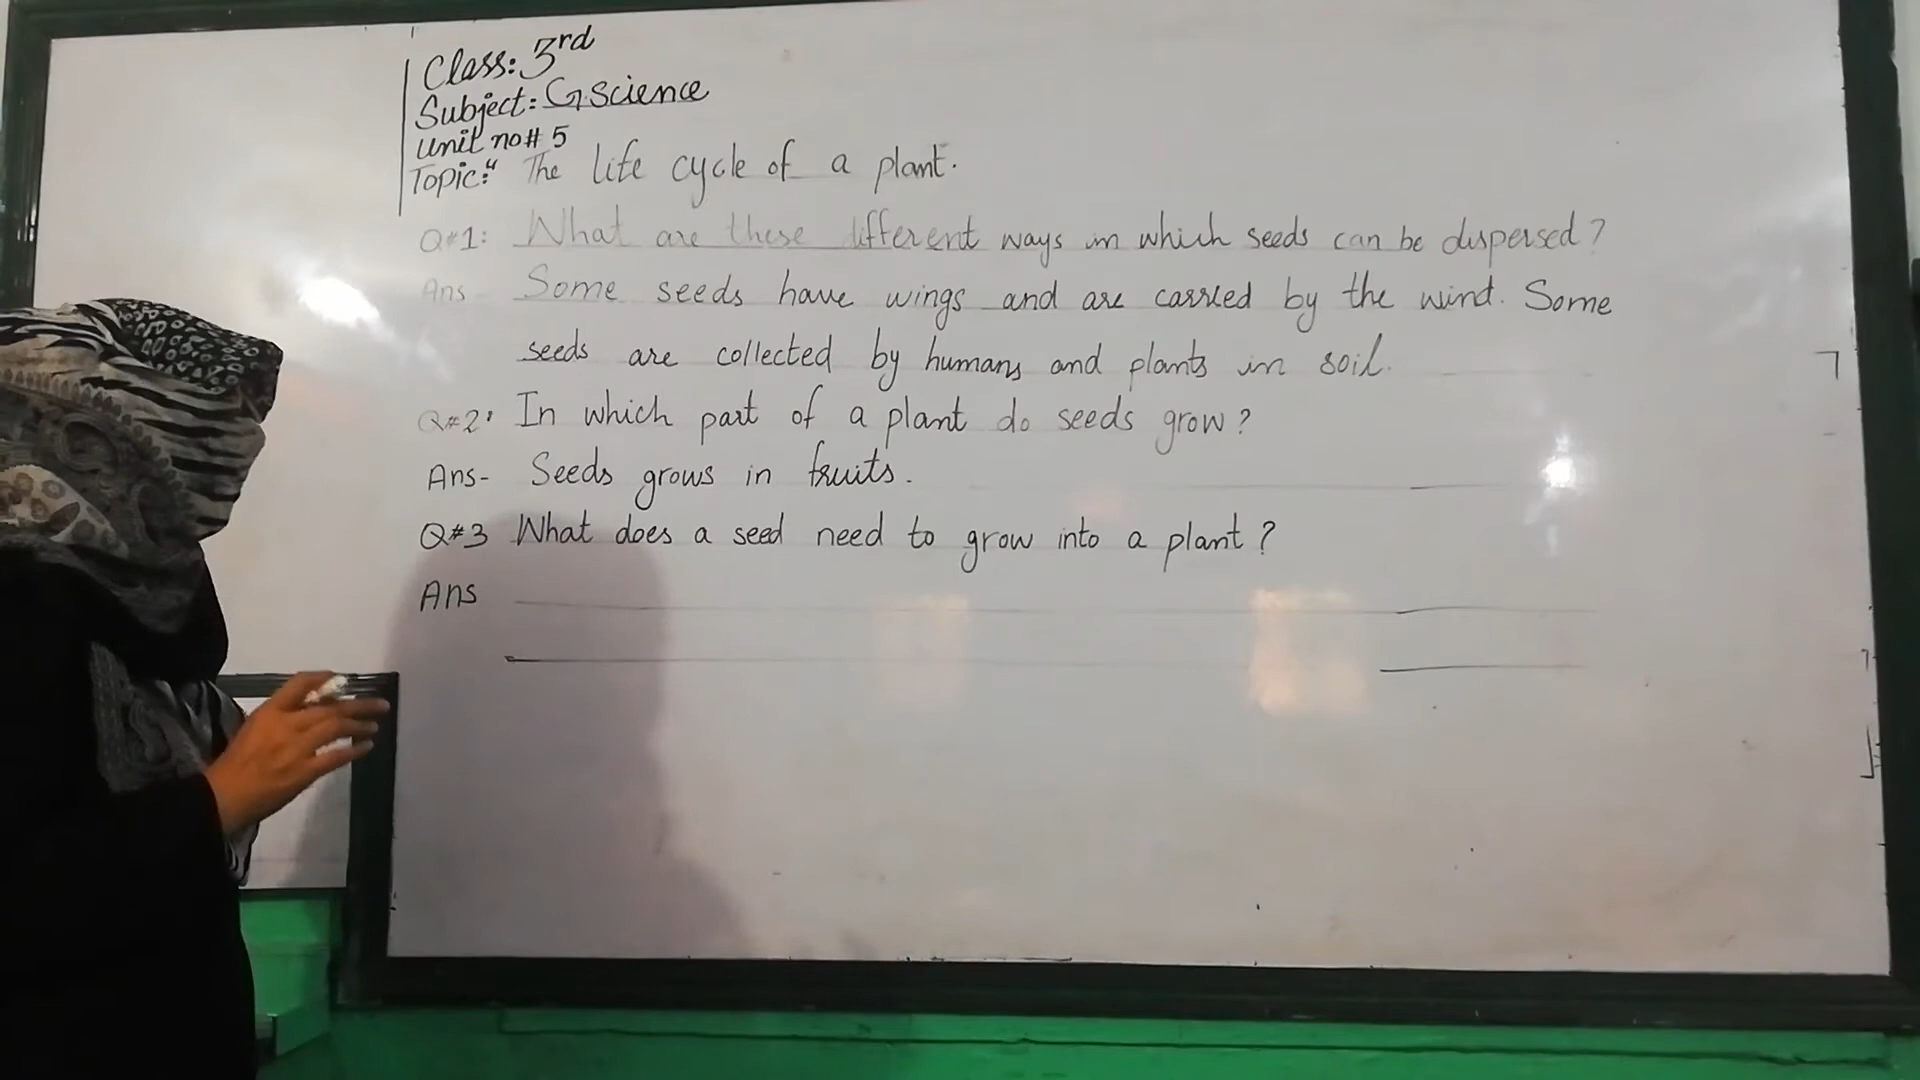 Class: 3rd
Subject: G.Science
Unit no# 5
Topic:" The life cycle of a plant.
Q#1: What are these different ways in which seeds can be dispersed?
Ans Some seeds have wings and are carried by the wind. Some
seeds are collected by humans and plants in soil.
Q#2: In which part of a plant do seeds grow?
Ans- Seeds grows in fruits.
Q#3 What does a seed need to grow into a plant?
Ans